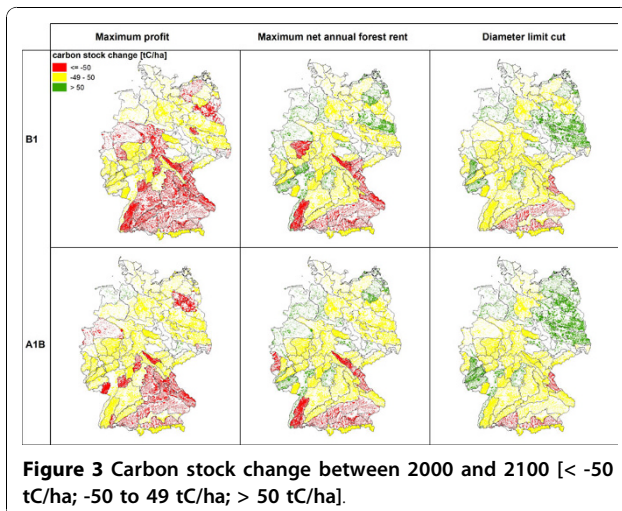 Maximum profit
Maximum net annual forest rent
Diameter limit cut
carbon stock change [tC/ha]
<= -50
-49 - 50
> 50
B1
A1B
Figure 3 Carbon stock change between 2000 and 2100 [< -50
tC/ha; -50 to 49 tC/ha; > 50 tC/ha].